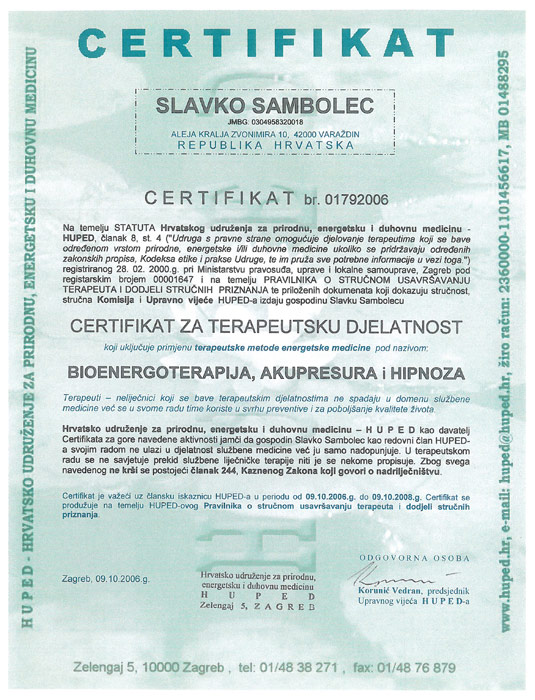 CERTIFIKAT
SLAVKO SAMBOLEC
JMBG: 0304958320018
ALEJA KRALJA ZVONIMIRA 10, 42000 VARAŽDIN
REPUBLIKA HRVATSKA
CERTIFIKAT br. 01792006
Na temelju STATUTA Hrvatskog udruženja za prirodnu, energetsku i duhovnu medicinu -
HUPED, članak 8, st. 4 ("Udruga s pravne strane omogućuje djelovanje terapeutima koji se bave
određenom vrstom prirodne, energetske i/ili duhovne medicine ukoliko se pridržavaju određenih
zakonskih propisa, Kodeksa etike i prakse Udruge, te im pruža sve potrebne informacije u vezi toga.")
registriranog 28. 02. 2000.g. pri Ministarstvu pravosuđa, uprave i lokalne samouprave, Zagreb pod
registarskim brojem 00001647 i na temelju PRAVILNIKA O STRUČNOM USAVRŠAVANJU
TERAPEUTA I DODJELI STRUČNIH PRIZNANJA te priloženih dokumenata koji dokazuju stručnost,
stručna Komisija i Upravno vijeće HUPED-a izdaju gospodinu Slavku Sambolecu
CERTIFIKAT ZA TERAPEUTSKU DJELATNOST
koji uključuje primjenu terapeutske metode energetske medicine pod nazivom:
BIOENERGOTERAPIJA, AKUPRESURA i HIPNOZA
Terapeuti - neliječnici koji se bave terapeutskim djelatnostima ne spadaju u domenu službene
medicine već se u svome radu time koriste u svrhu preventive i za poboljšanje kvalitete života.
Hrvatsko udruženje za prirodnu, energetsku i duhovnu medicinu – H U P E D kao davatelj
Certifikata za gore navedene aktivnosti jamči da gospodin Slavko Sambolec kao redovni član HUPED-
a svojim radom ne ulazi u djelatnost službene medicine već ju samo nadopunjuje. U terapeutskom
radu se ne savjetuje prekid službene liječničke terapije niti je se nekome propisuje. Zbog svega
navedenog ne krši se postojeći članak 244, Kaznenog Zakona koji govori o nadriliječništvu.
Certifikat je važeći uz člansku iskaznicu HUPED-a u periodu od 09.10.2006.g. do 09.10.2008.g. Certifikat se
produžuje na temelju HUPED-ovog Pravilnika o stručnom usavršavanju terapeuta i dodjeli stručnih
priznanja.
Zagreb, 09.10.2006.g.
Hrvatsko udruženje za prirodnu,
energetsku i duhovnu medicinu
H U P E D
Zelengaj 5, Z A G R E B
ODGOVORNA OSOBA
Korunić Vedran, predsjednik
Upravnog vijeća H U P E D-a
Zelengaj 5, 10000 Zagreb , tel: 01/48 38 271 , fax: 01/48 76 879
H U P E D - HRVATSKO UDRUŽENJE ZA PRIRODNU, ENERGETSKU I DUHOVNU MEDICINU
www.huped.hr, e-mail: huped@huped.hr, žiro račun: 2360000-1101456617, MB 01488295